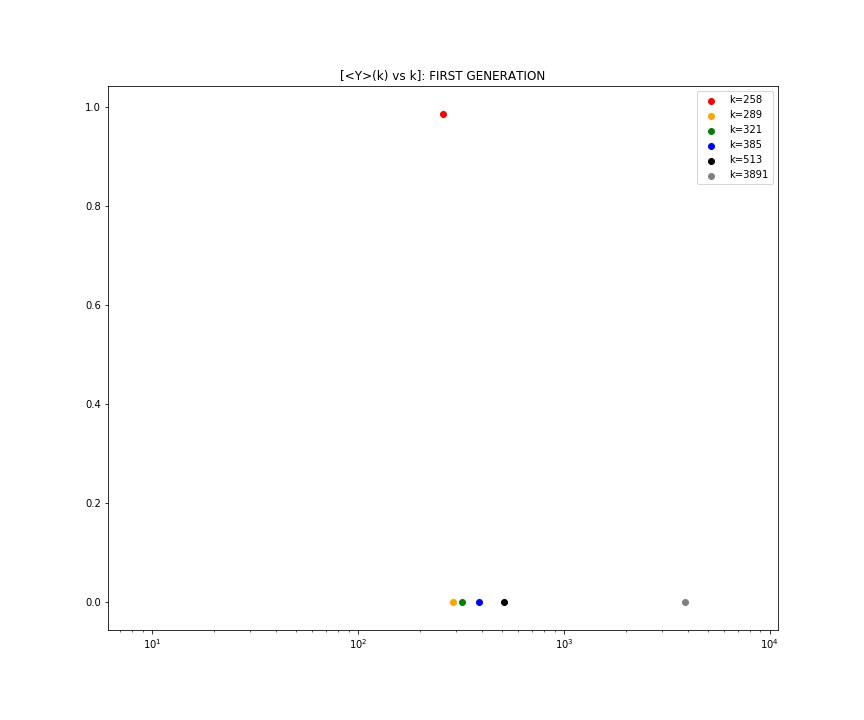 [<Y>(k) vs k]: FIRST GENERATION
k=258
k=289
k=321
k=385
k=513
k=3891
1.0
0.8
0.6
0.4
0.2
0.0
10¹ 10² 10³ 10⁴